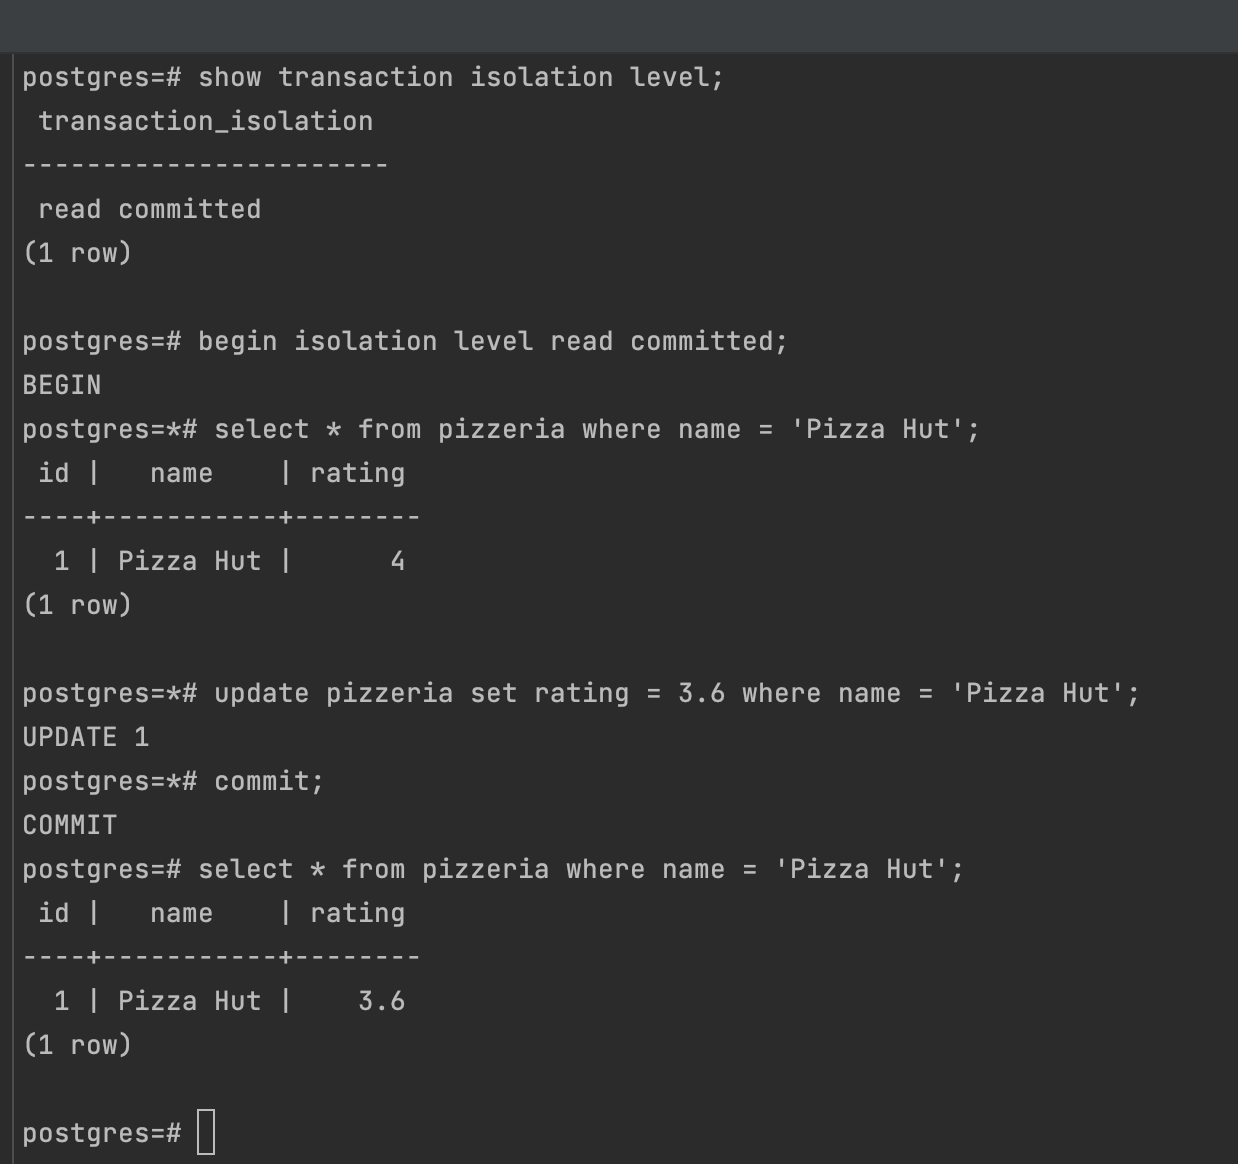 postgres=# show transaction isolation level;
 transaction_isolation
-----------------------
 read committed
(1 row)

postgres=# begin isolation level read committed;
BEGIN
postgres=*# select * from pizzeria where name = 'Pizza Hut';
 id |   name    | rating
----+-----------+--------
  1 | Pizza Hut |      4
(1 row)

postgres=*# update pizzeria set rating = 3.6 where name = 'Pizza Hut';
UPDATE 1
postgres=*# commit;
COMMIT
postgres=# select * from pizzeria where name = 'Pizza Hut';
 id |   name    | rating
----+-----------+--------
  1 | Pizza Hut |    3.6
(1 row)

postgres=#